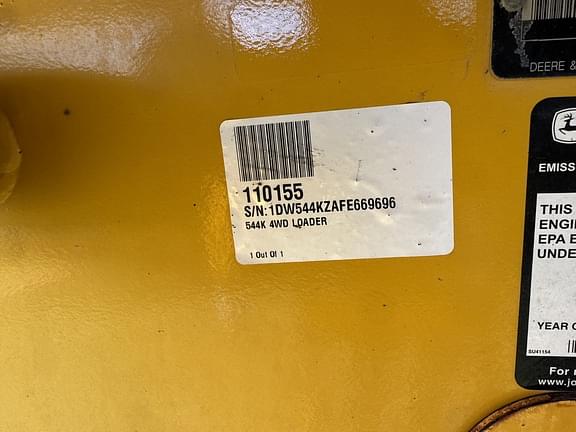 DEERE &
110155
S/N:1DW544KZAFE669696
544K 4WD LOADER
1 Out Of 1
EMISS
THIS
ENGI
EPA E
UNDE
YEAR O
SU41154
For
www.jo